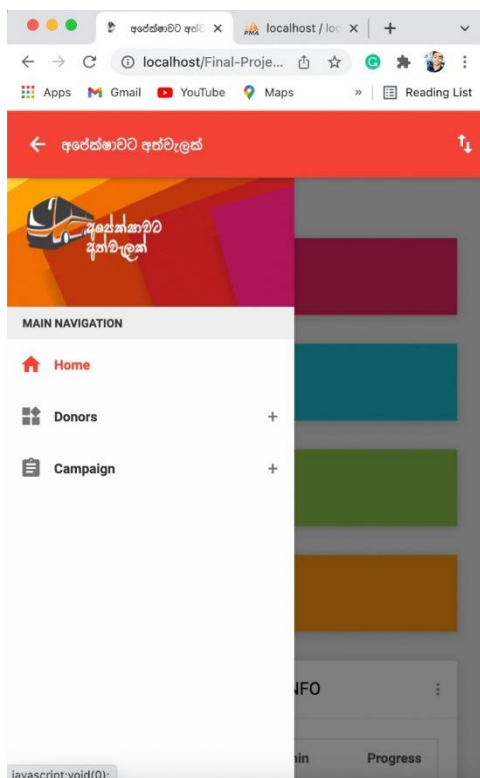 අපේක්ෂාවට අත්
localhost / loc
localhost/Final-Proje...
Apps
Gmail
YouTube
Maps
»
Reading List
අපේක්ෂාවට අත්වැලක්
අපේක්ෂාවට
අත්වැලක්
MAIN NAVIGATION
Home
Donors +
Campaign +
NFO
Progress
javascript:void(0);